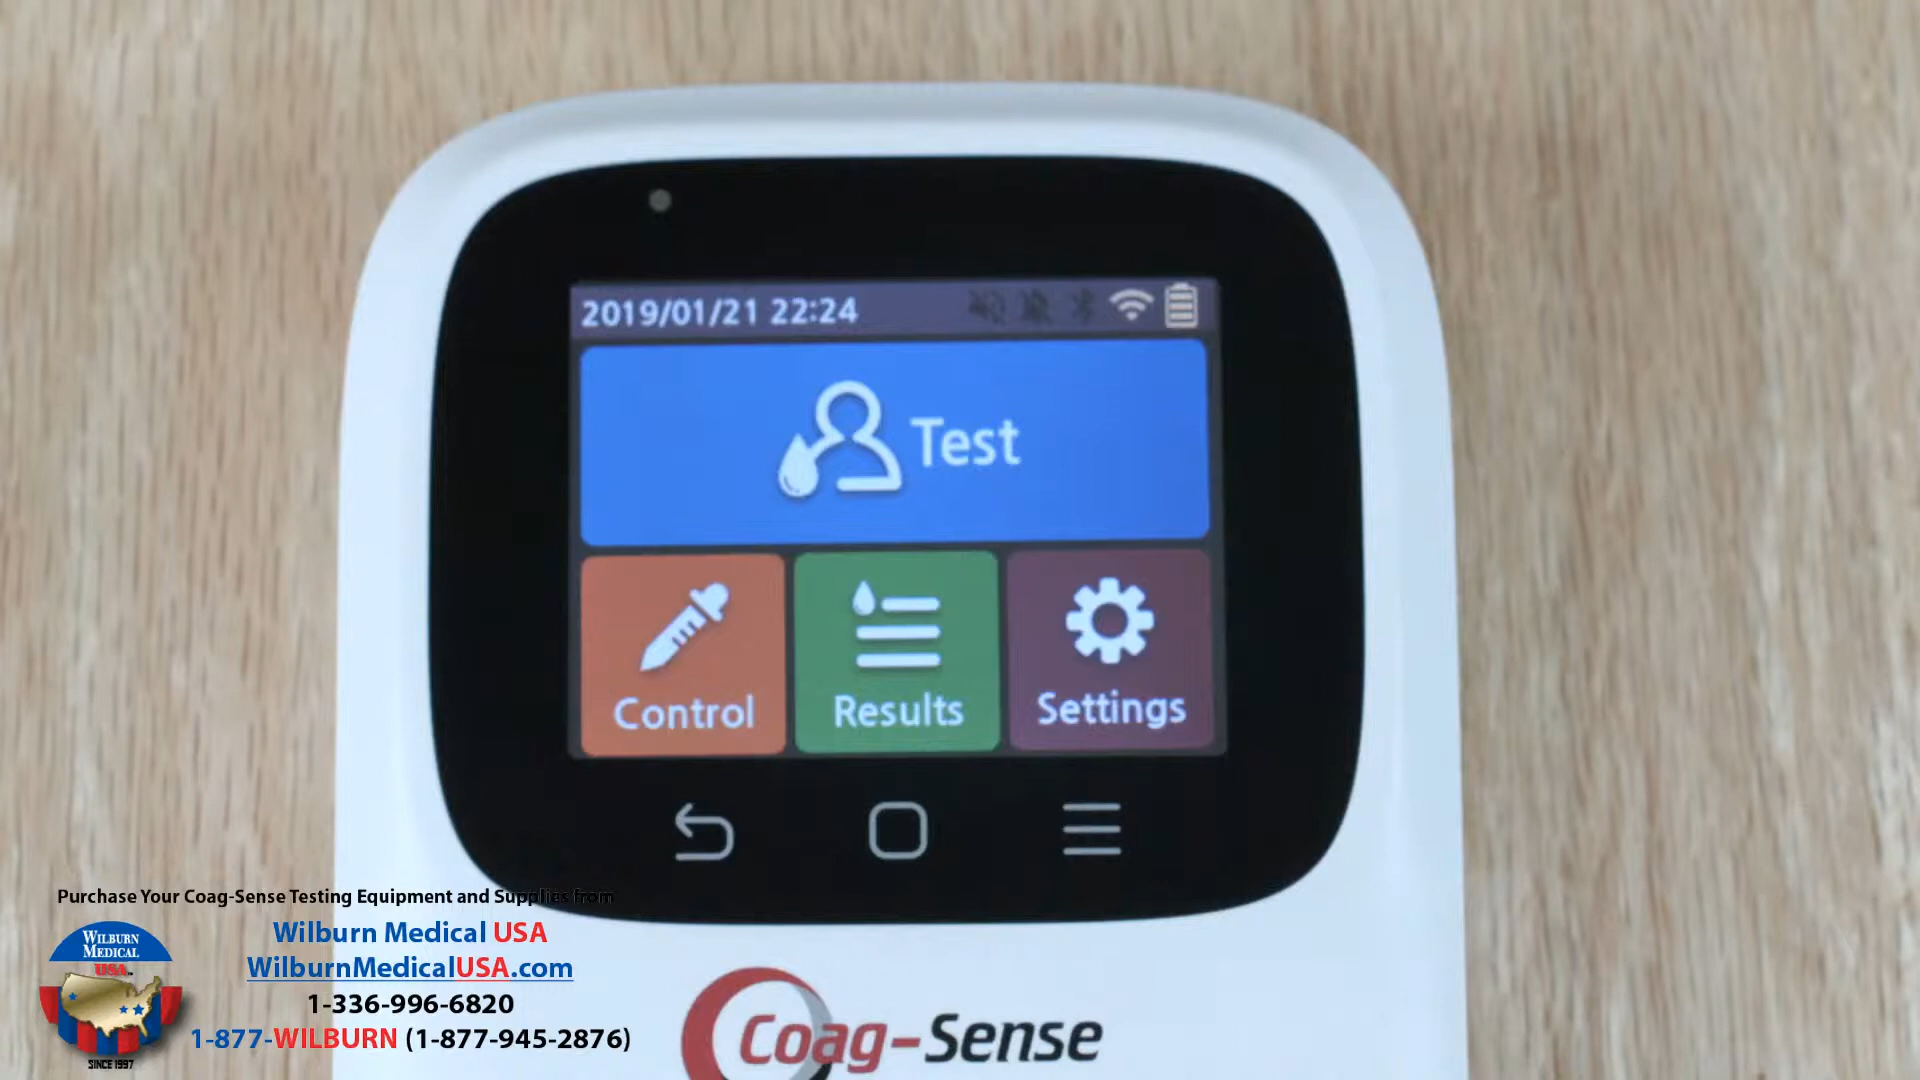 2019/01/21 22:24
Test
Control
Results
Settings
Purchase Your Coag-Sense Testing Equipment and Supplies from
WILBURN
MEDICAL
USA
SINCE 1997
Wilburn Medical USA
WilburnMedicalUSA.com
1-336-996-6820
1-877-WILBURN (1-877-945-2876)
Coag-Sense